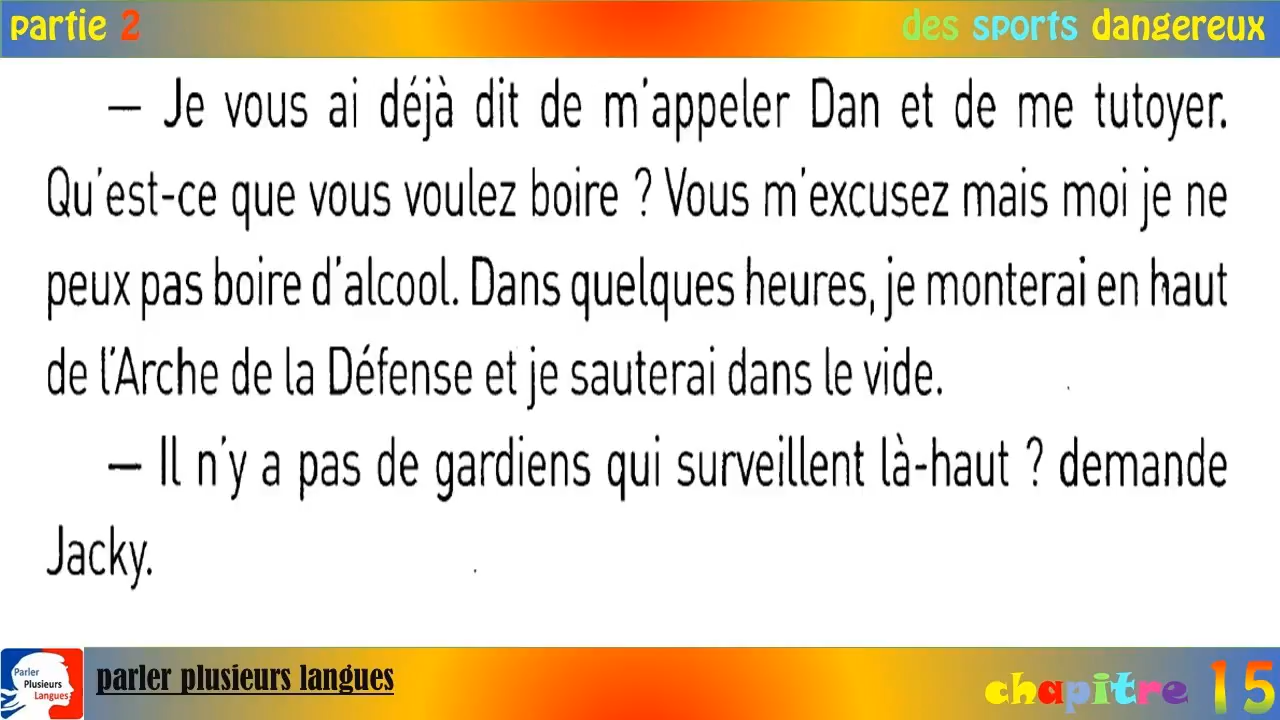 partie 2
des sports dangereux
— Je vous ai déjà dit de m'appeler Dan et de me tutoyer.
Qu'est-ce que vous voulez boire ? Vous m'excusez mais moi je ne
peux pas boire d'alcool. Dans quelques heures, je monterai en haut
de l'Arche de la Défense et je sauterai dans le vide.
— Il n'y a pas de gardiens qui surveillent là-haut ? demande
Jacky.
Parler
Plusieurs
Langues
parler plusieurs langues
chapitre 15